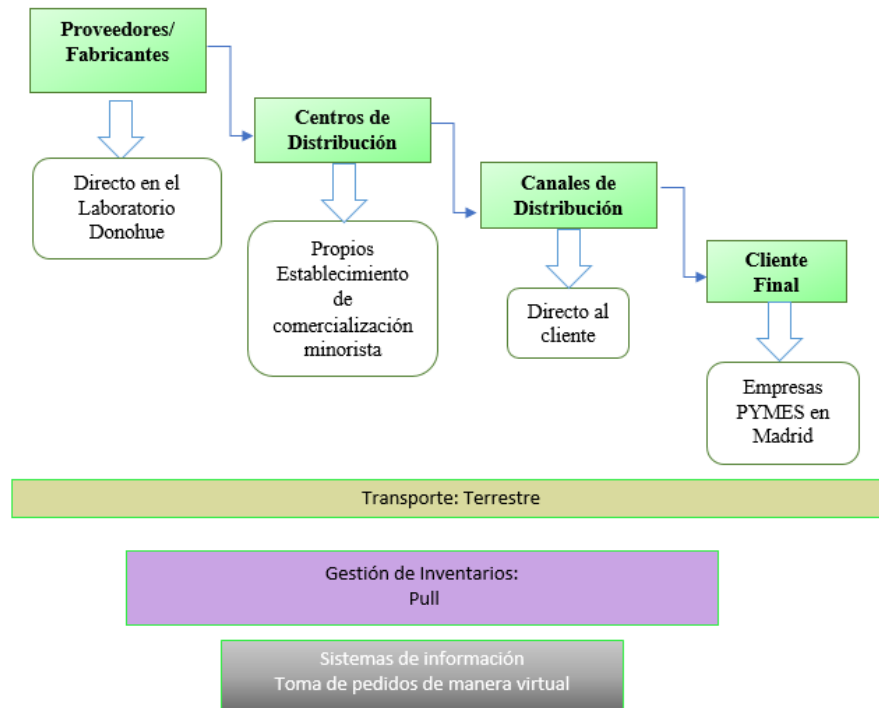 Proveedores/
Fabricantes
Directo en el
Laboratorio
Donohue
Centros de
Distribución
Propios
Establecimiento
de
comercialización
minorista
Canales de
Distribución
Directo al
cliente
Cliente
Final
Empresas
PYMES en
Madrid
Transporte: Terrestre
Gestión de Inventarios:
Pull
Sistemas de información
Toma de pedidos de manera virtual